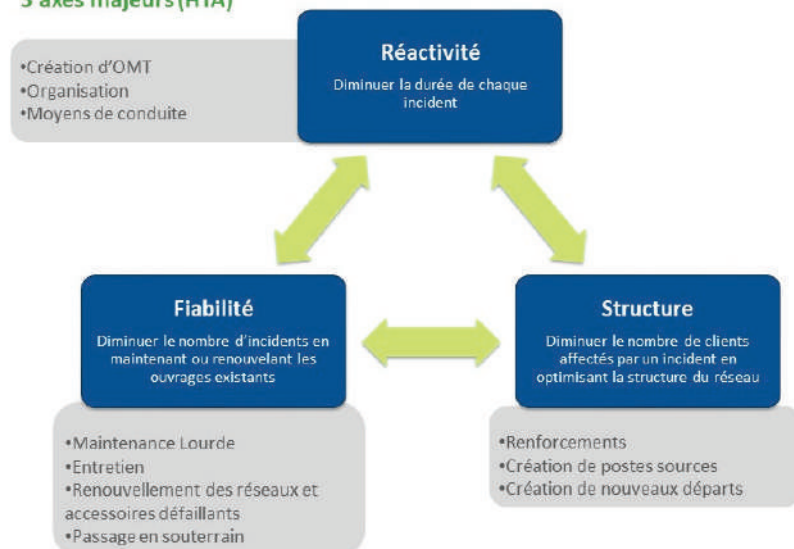 3 axes majeurs (HTA)
Réactivité
Diminuer la durée de chaque
incident
•Création d’OMT
•Organisation
•Moyens de conduite
Fiabilité
Diminuer le nombre d’incidents en
maintenant ou renouvelant les
ouvrages existants
•Maintenance Lourde
•Entretien
•Renouvellement des réseaux et
accessoires défaillants
•Passage en souterrain
Structure
Diminuer le nombre de clients
affectés par un incident en
optimisant la structure du réseau
•Renforcements
•Création de postes sources
•Création de nouveaux départs